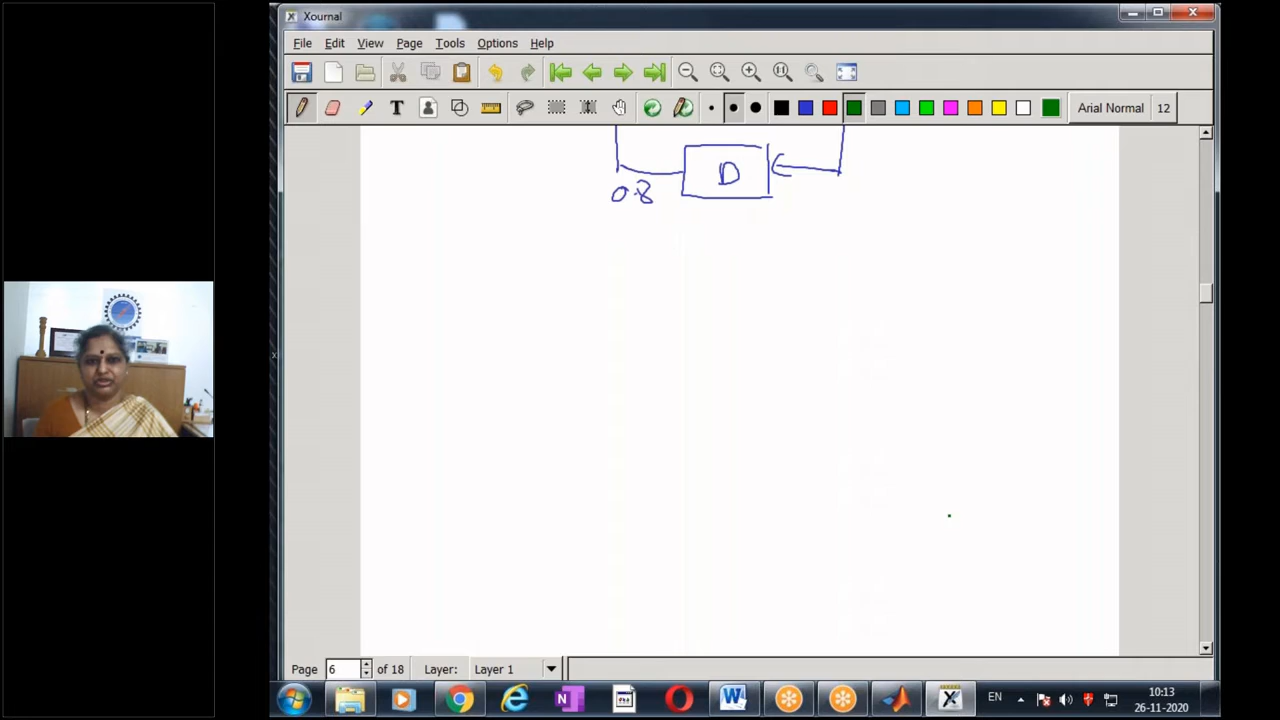 Xournal
File Edit View Page Tools Options Help
Arial Normal 12
D
0.8
Page 6 of 18 Layer: Layer 1
EN 10:13
26-11-2020